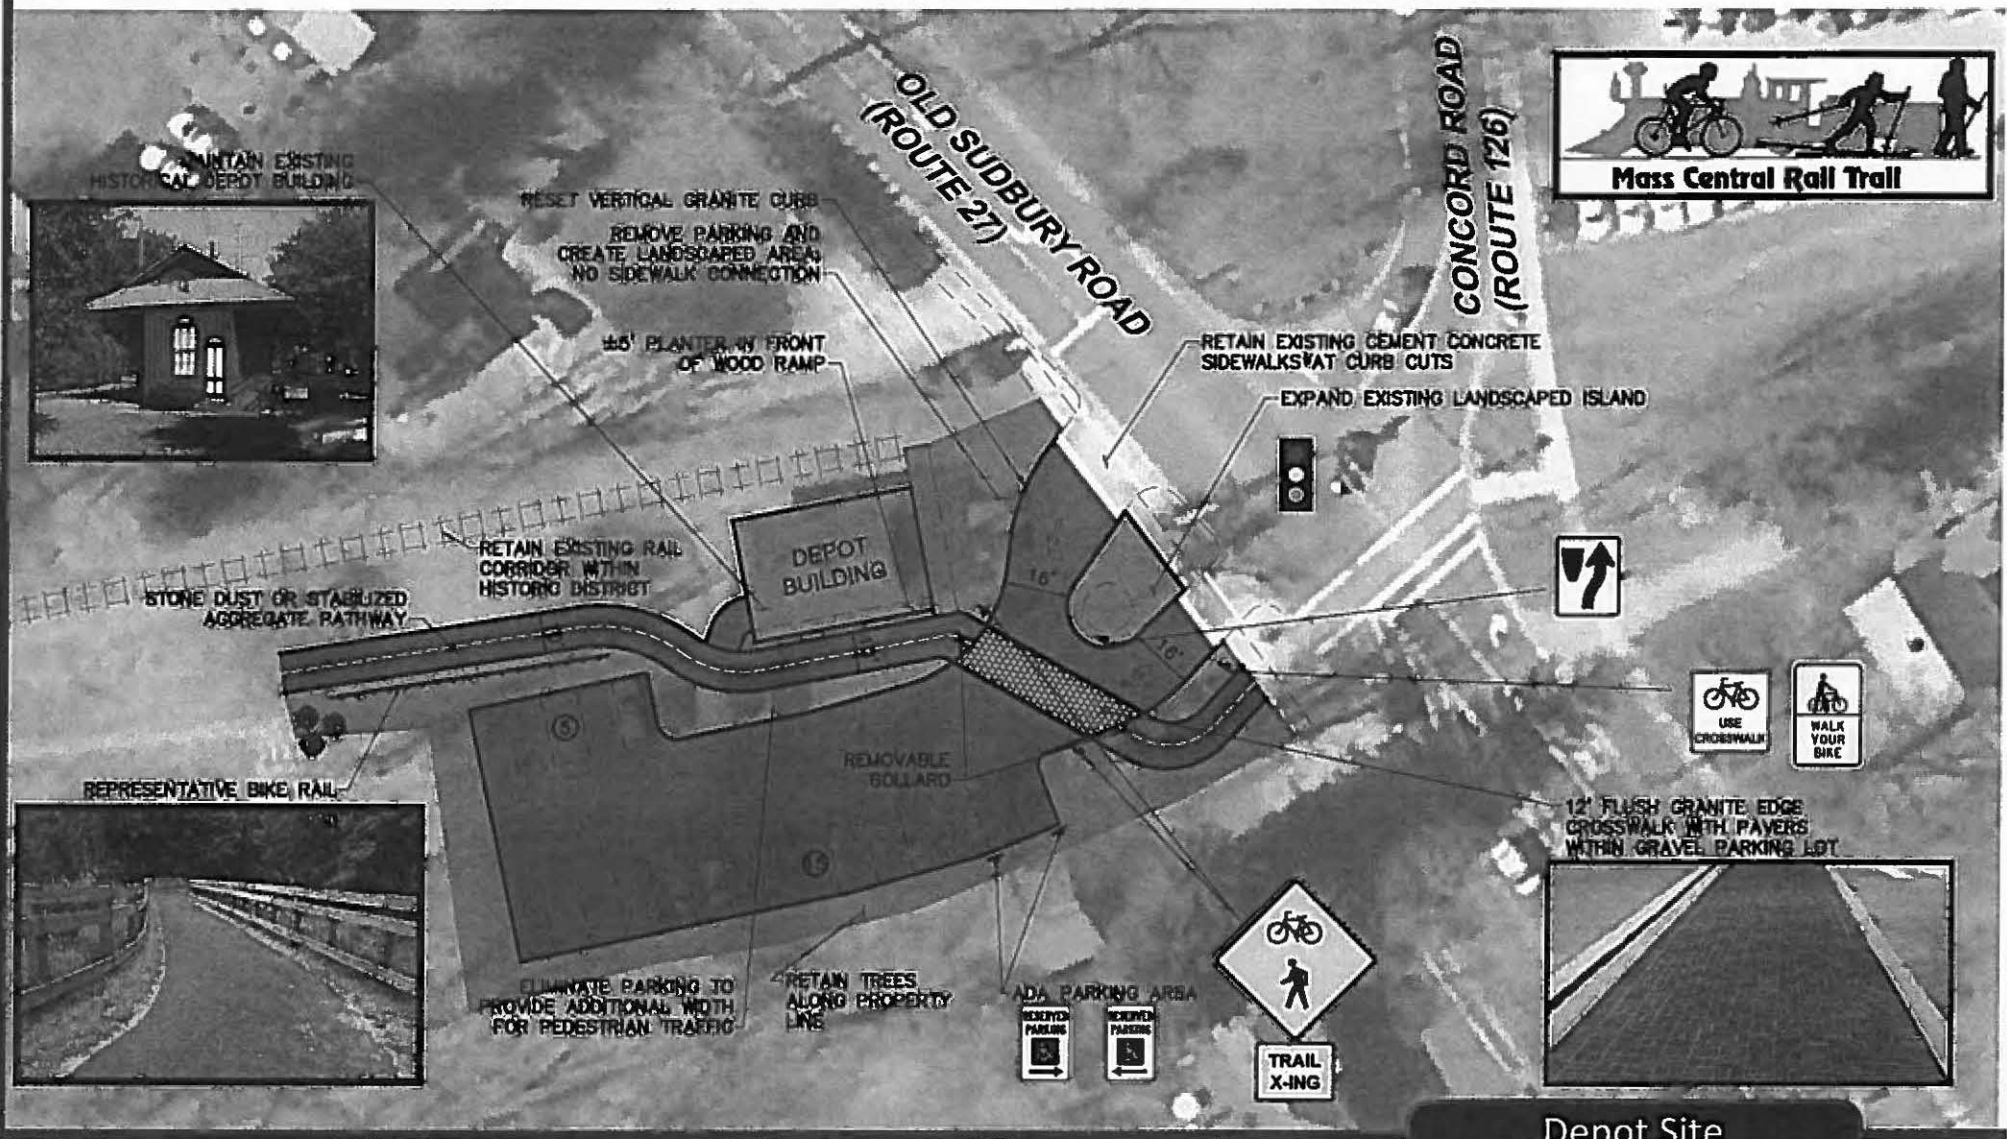 OLD SUDBURY ROAD
(ROUTE 27)
CONCORD ROAD
(ROUTE 126)
Mass Central Rail Trail
MAINTAIN EXISTING
HISTORICAL DEPOT BUILDING
RESET VERTICAL GRANITE CURB
REMOVE PARKING AND
CREATE LANDSCAPED AREA,
NO SIDEWALK CONNECTION
±5' PLANTER IN FRONT
OF WOOD RAMP
RETAIN EXISTING CEMENT CONCRETE
SIDEWALKS AT CURB CUTS
EXPAND EXISTING LANDSCAPED ISLAND
RETAIN EXISTING RAIL
CORRIDOR WITHIN
HISTORIC DISTRICT
DEPOT
BUILDING
STONE DUST OR STABILIZED
AGGREGATE PATHWAY
16'
16'
5
REMOVABLE
BOLLARD
REPRESENTATIVE BIKE RAIL
USE
CROSSWALK
WALK
YOUR
BIKE
12' FLUSH GRANITE EDGE
CROSSWALK WITH PAVERS
WITHIN GRAVEL PARKING LOT
ELIMINATE PARKING TO
PROVIDE ADDITIONAL WIDTH
FOR PEDESTRIAN TRAFFIC
RETAIN TREES
ALONG PROPERTY
LINE
ADA PARKING AREA
RESERVED
PARKING
RESERVED
PARKING
TRAIL
X-ING
Depot Site